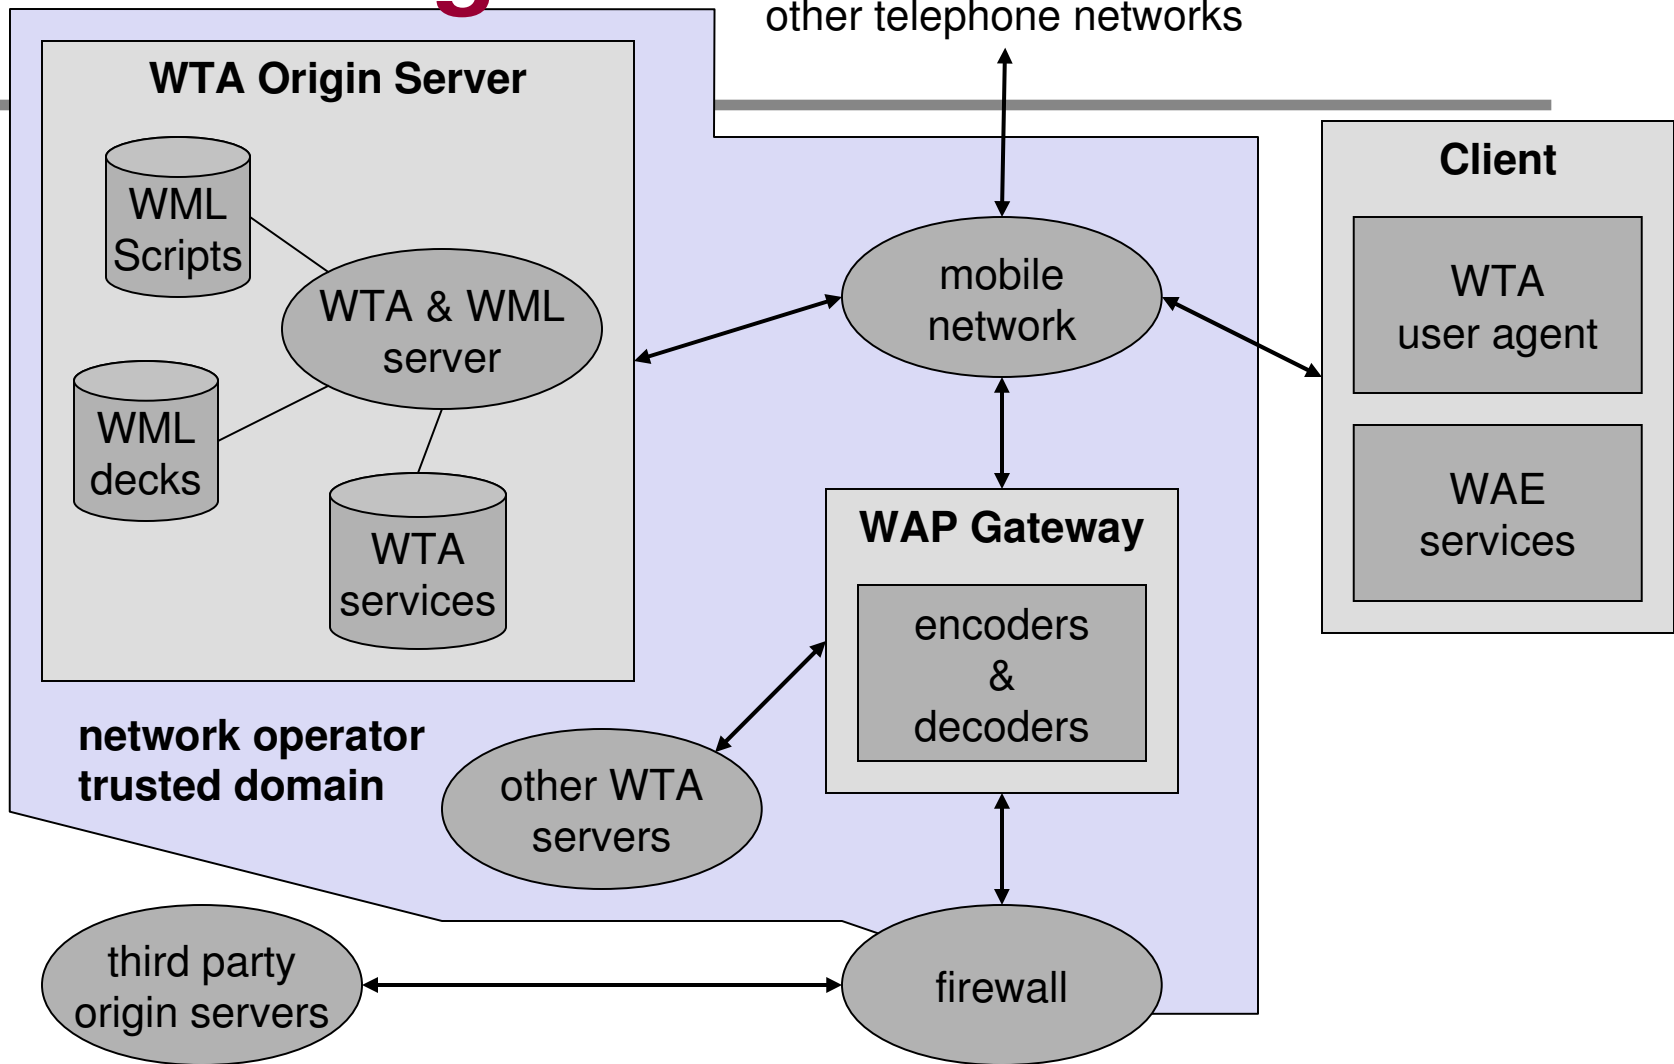 other telephone networks
WTA Origin Server
WML
Scripts
WTA & WML
server
WML
decks
WTA
services
mobile
network
Client
WTA
user agent
WAE
services
WAP Gateway
encoders
&
decoders
network operator
trusted domain
other WTA
servers
third party
origin servers
firewall